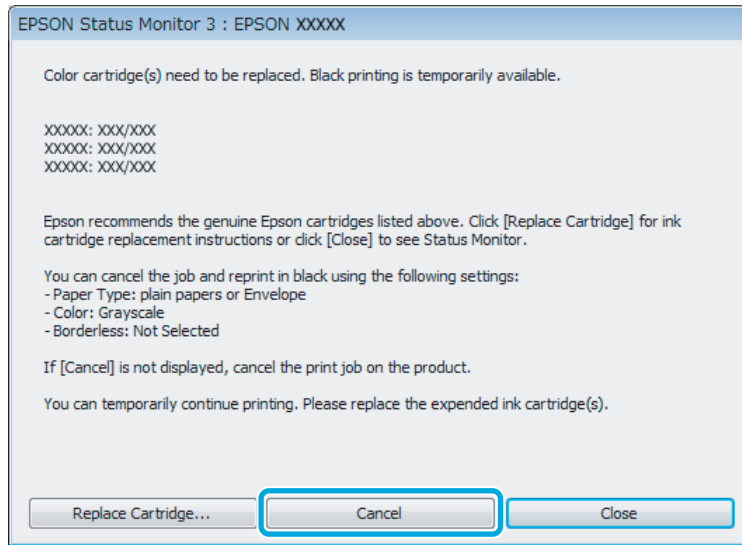 EPSON Status Monitor 3 : EPSON XXXXX
Color cartridge(s) need to be replaced. Black printing is temporarily available.
XXXXX: XXX/XXX
XXXXX: XXX/XXX
XXXXX: XXX/XXX
Epson recommends the genuine Epson cartridges listed above. Click [Replace Cartridge] for ink
cartridge replacement instructions or click [Close] to see Status Monitor.
You can cancel the job and reprint in black using the following settings:
- Paper Type: plain papers or Envelope
- Color: Grayscale
- Borderless: Not Selected
If [Cancel] is not displayed, cancel the print job on the product.
You can temporarily continue printing. Please replace the expended ink cartridge(s).
Replace Cartridge... Cancel Close